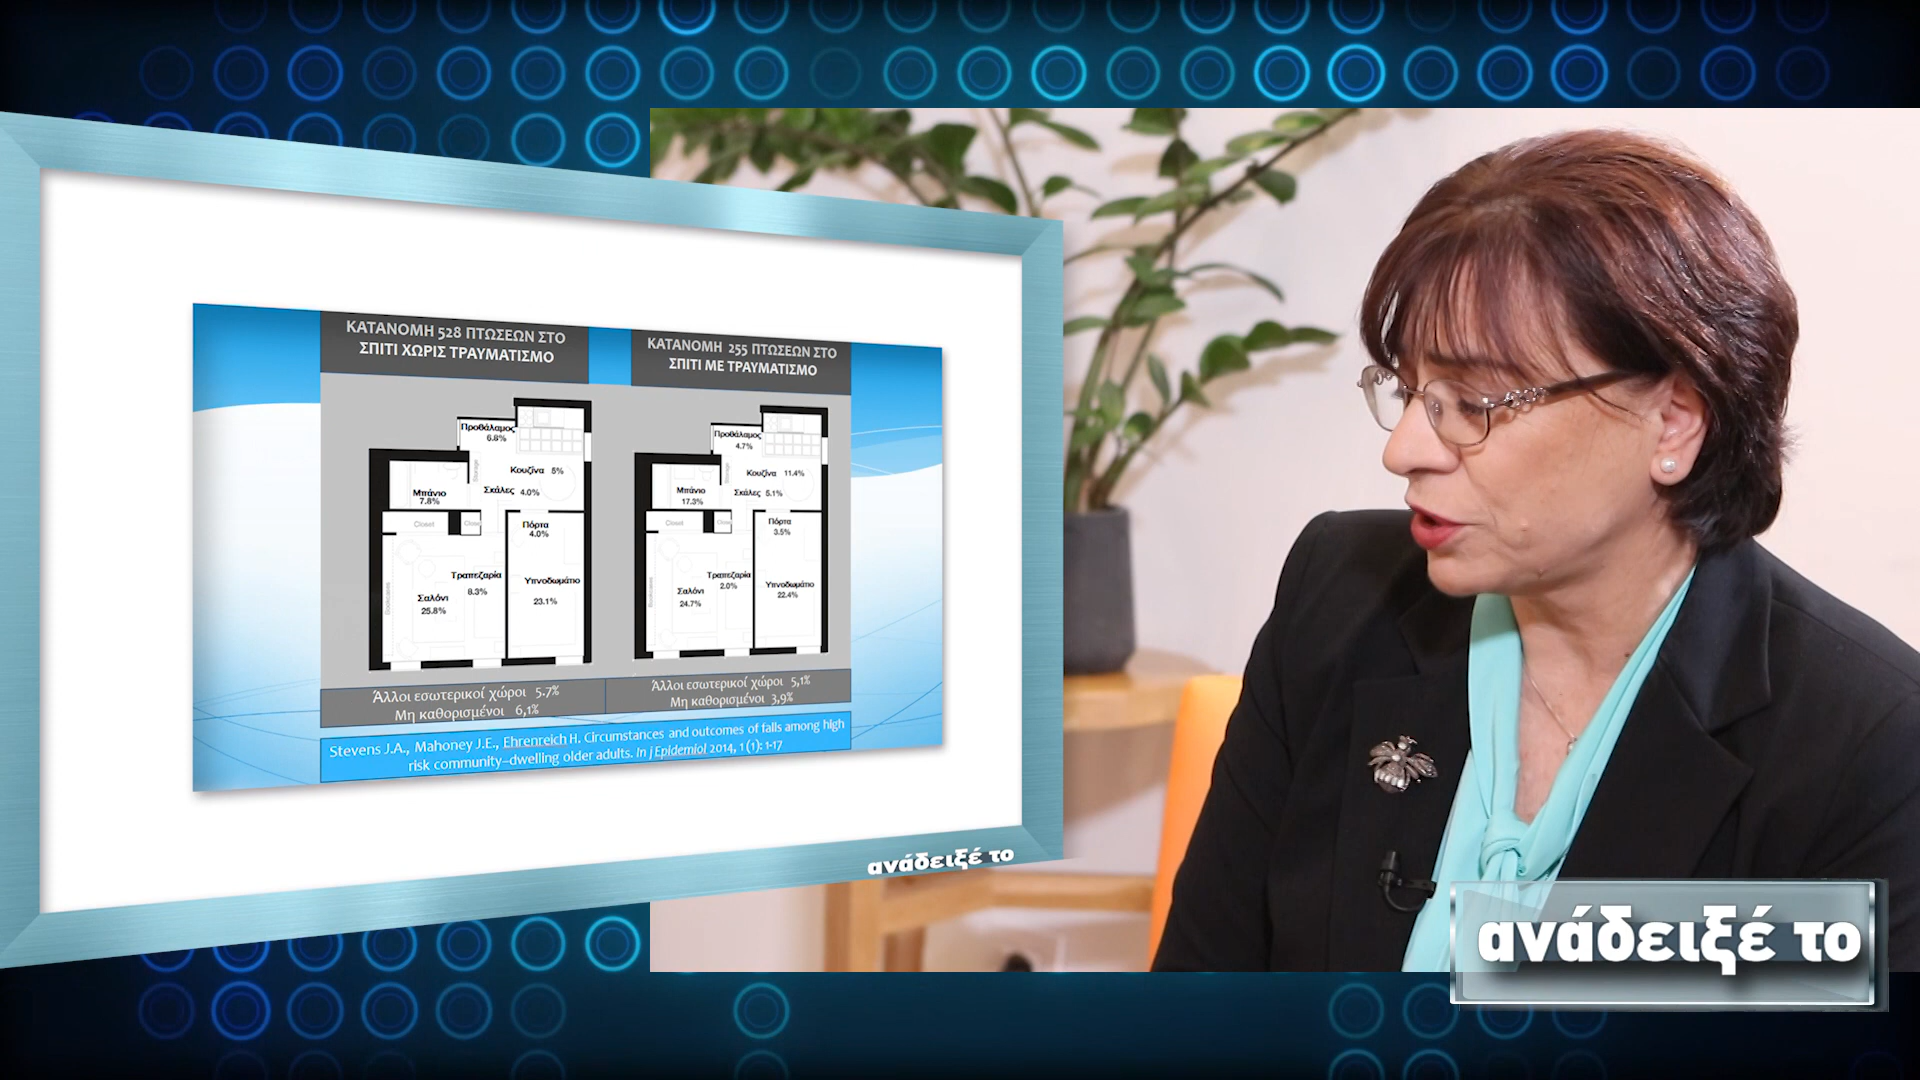 ΚΑΤΑΝΟΜΗ 528 ΠΤΩΣΕΩΝ ΣΤΟ
ΣΠΙΤΙ ΧΩΡΙΣ ΤΡΑΥΜΑΤΙΣΜΟ
Προθάλαμος
6.8%
Storage
Κουζίνα 5%
Μπάνιο
7.8%
Σκάλες 4.0%
Closet
Closet
Πόρτα
4.0%
Τραπεζαρία
8.3%
Υπνοδωμάτιο
23.1%
Σαλόνι
25.8%
Bookcases
Άλλοι εσωτερικοί χώροι 5.7%
Μη καθορισμένοι 6,1%
ΚΑΤΑΝΟΜΗ 255 ΠΤΩΣΕΩΝ ΣΤΟ
ΣΠΙΤΙ ΜΕ ΤΡΑΥΜΑΤΙΣΜΟ
Προθάλαμος
4.7%
Κουζίνα 11.4%
Μπάνιο
17.3%
Σκάλες 5.1%
Closet
Πόρτα
3.5%
Τραπεζαρία
2.0%
Υπνοδωμάτιο
22.4%
Σαλόνι
24.7%
Άλλοι εσωτερικοί χώροι 5,1%
Μη καθορισμένοι 3,9%
Stevens J.A., Mahoney J.E., Ehrenreich H. Circumstances and outcomes of falls among high
risk community–dwelling older adults. In j Epidemiol 2014, 1 (1): 1-17
ανάδειξέ το
ανάδειξέ το